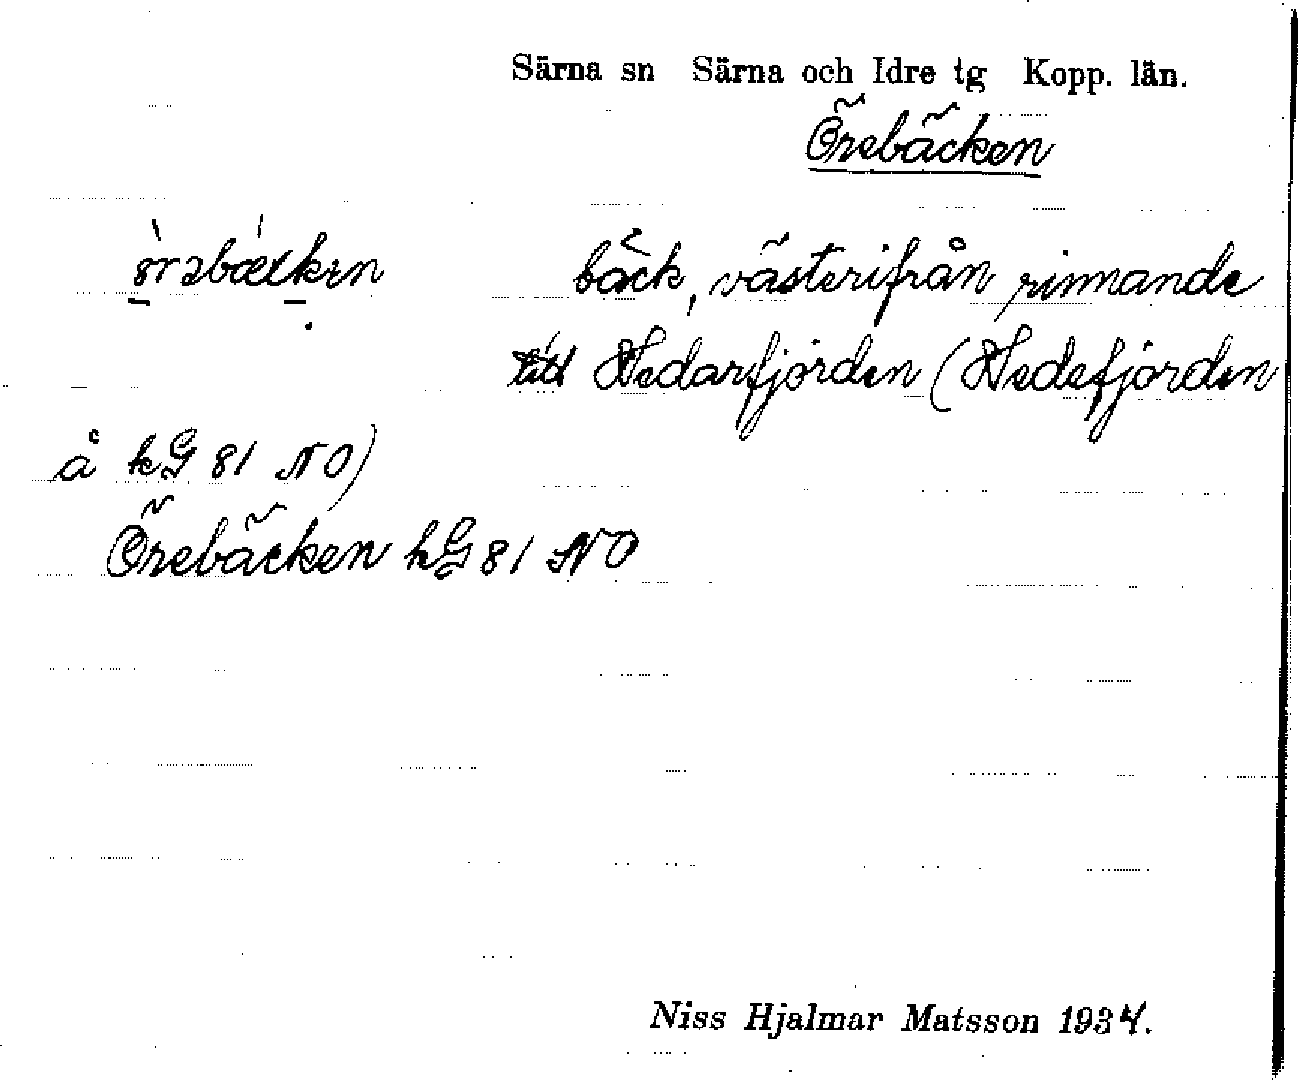 Särna sn Särna och Idre tg Kopp. län.
Örebäcken
bäck, västerifrån rinnande
till Hedarfjorden (Hedefjorden
å kG 81 NO)
Örebäcken kG 81 NO
Niss Hjalmar Matsson 1934.